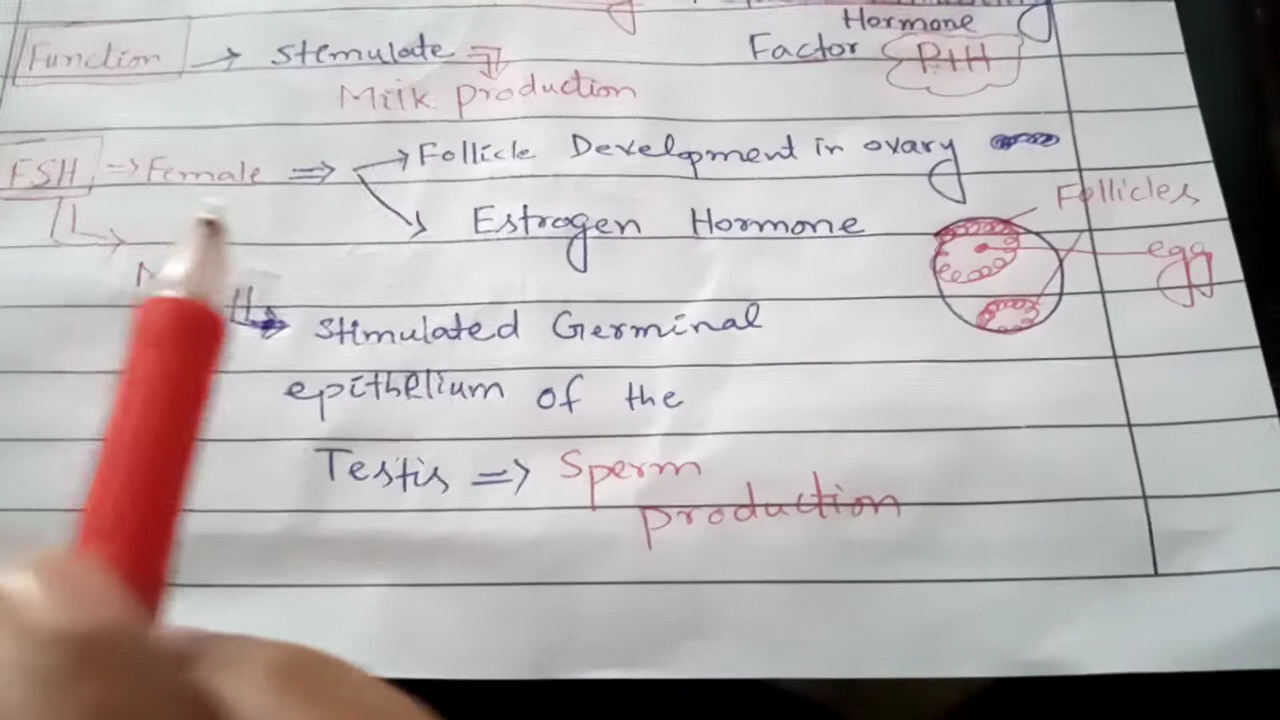 Hormone
Function → Stemulate Factor PIH
Milk production
FSH → Female ⇒ → Follicle Development in ovary
Follicles
→ Estrogen Hormone
egg
→ Stimulated Germinal
epithelium of the
Testis => Sperm
production